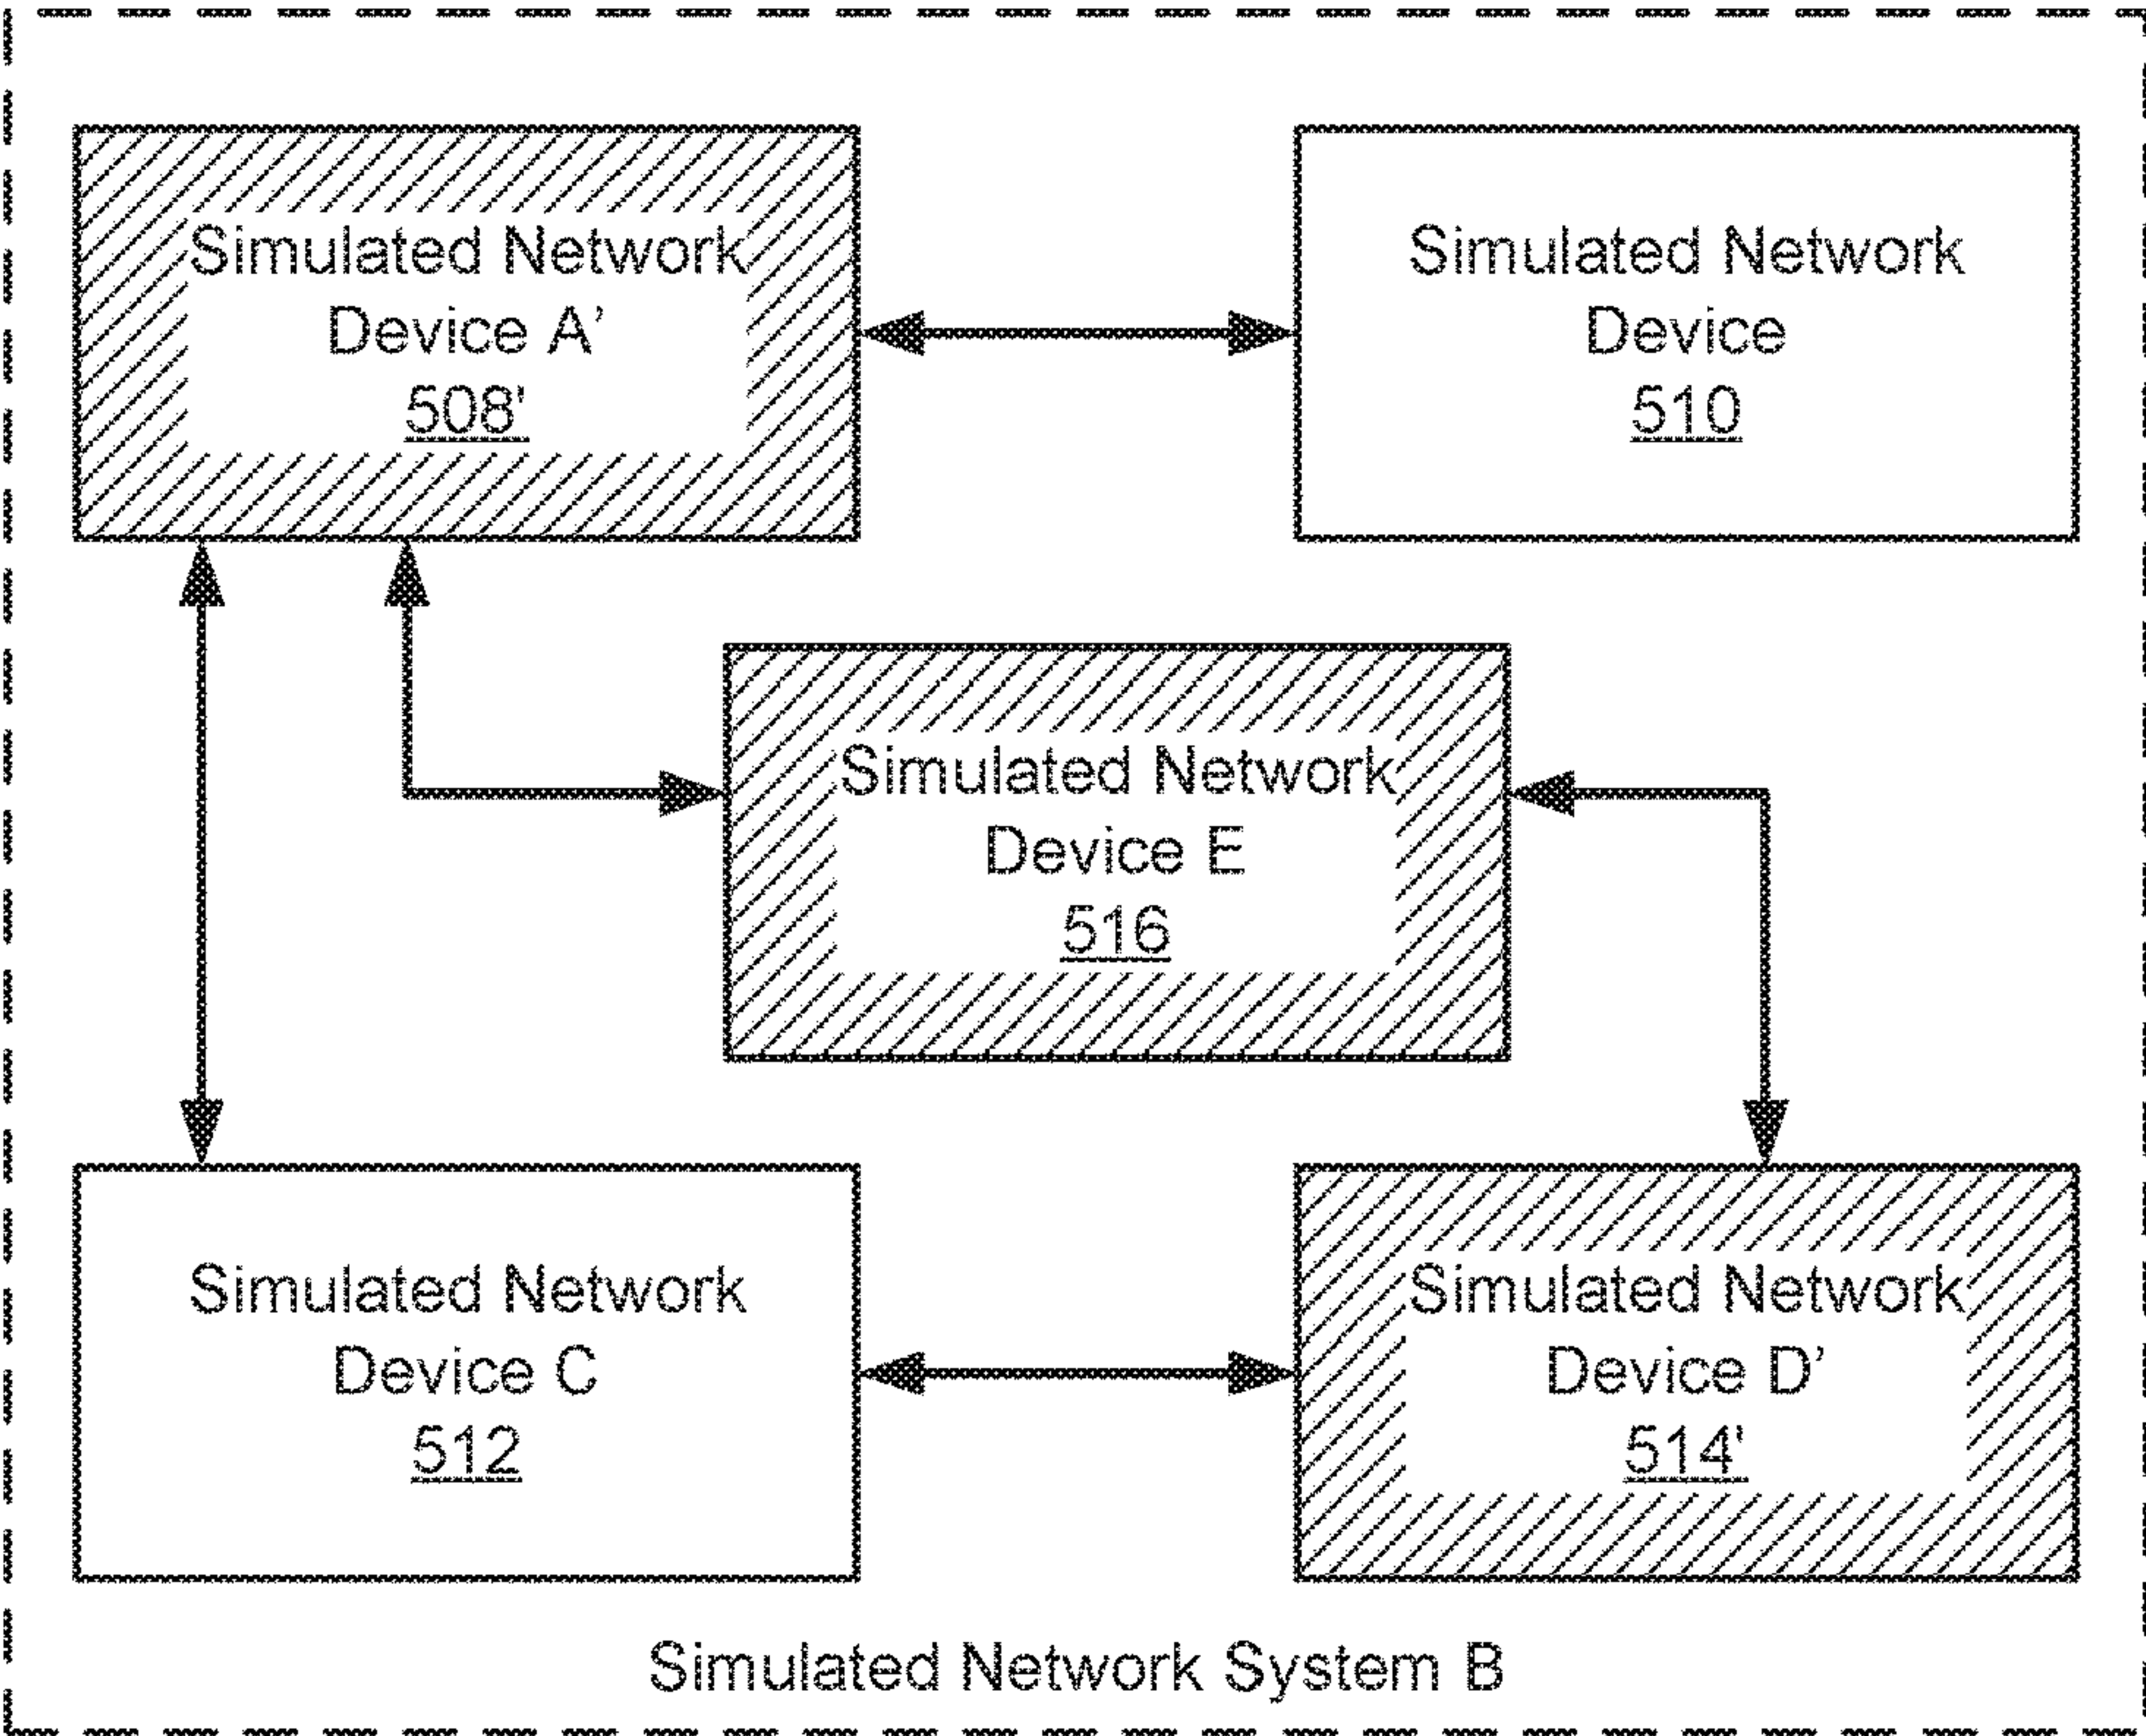 Simulated Network
Device A’
508'
Simulated Network
Device
510
Simulated Network
Device E
516
Simulated Network
Device C
512
Simulated Network
Device D’
514'
Simulated Network System B